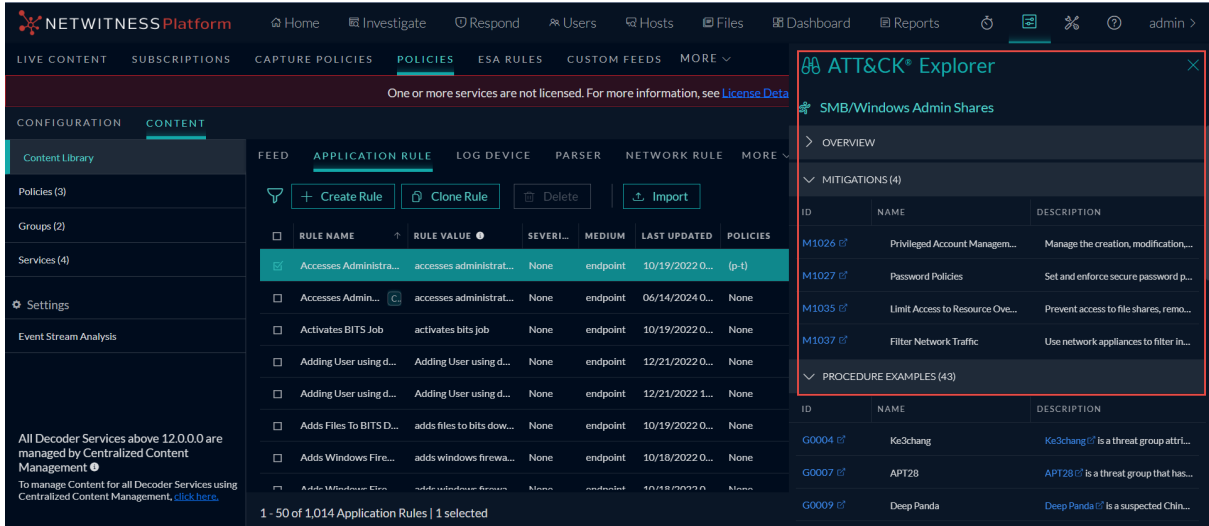 NETWITNESS Platform
Home Investigate Respond Users Hosts Files Dashboard Reports admin >
LIVE CONTENT SUBSCRIPTIONS CAPTURE POLICIES POLICIES ESA RULES CUSTOM FEEDS MORE
One or more services are not licensed. For more information, see License Deta
CONFIGURATION CONTENT
Content Library
Policies (3)
Groups (2)
Services (4)
Settings
Event Stream Analysis
All Decoder Services above 12.0.0.0 are
managed by Centralized Content
Management
To manage Content for all Decoder Services using
Centralized Content Management, click here.
FEED APPLICATION RULE LOG DEVICE PARSER NETWORK RULE MORE
+ Create Rule Clone Rule Delete Import
RULE NAME ↑ RULE VALUE SEVERI... MEDIUM LAST UPDATED POLICIES
Accesses Administra... accesses administrat... None endpoint 10/19/2022 0... (p-t)
Accesses Admin... C. accesses administrat... None endpoint 06/14/2024 0... None
Activates BITS Job activates bits job None endpoint 10/19/2022 0... None
Adding User using d... Adding User using d... None endpoint 12/21/2022 0... None
Adding User using d... Adding User using d... None endpoint 12/21/2022 1... None
Adds Files To BITS D... adds files to bits dow... None endpoint 10/19/2022 0... None
Adds Windows Fire... adds windows firewa... None endpoint 10/18/2022 0... None
Adds Windows Fire... adds windows firewa... None endpoint 10/18/2022 0... None
1 - 50 of 1,014 Application Rules | 1 selected
ATT&CK® Explorer
SMB/Windows Admin Shares
OVERVIEW
MITIGATIONS (4)
ID NAME DESCRIPTION
M1026 Privileged Account Managem... Manage the creation, modification,...
M1027 Password Policies Set and enforce secure password p...
M1035 Limit Access to Resource Ove... Prevent access to file shares, remo...
M1037 Filter Network Traffic Use network appliances to filter in...
PROCEDURE EXAMPLES (43)
ID NAME DESCRIPTION
G0004 Ke3chang Ke3chang is a threat group attri...
G0007 APT28 APT28 is a threat group that has...
G0009 Deep Panda Deep Panda is a suspected Chin...